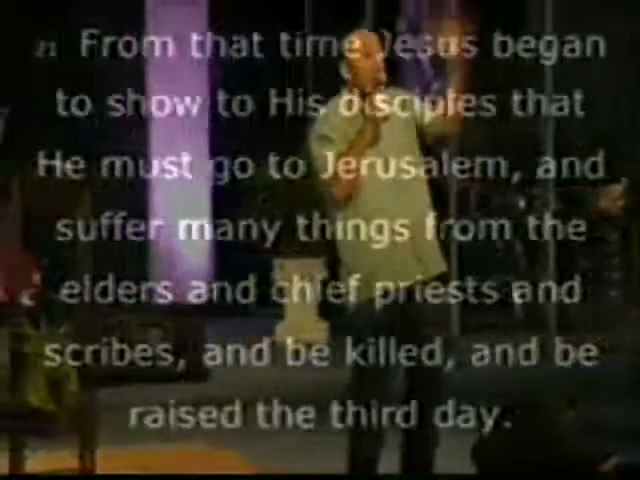 21 From that time Jesus began
to show to His disciples that
He must go to Jerusalem, and
suffer many things from the
elders and chief priests and
scribes, and be killed, and be
raised the third day.